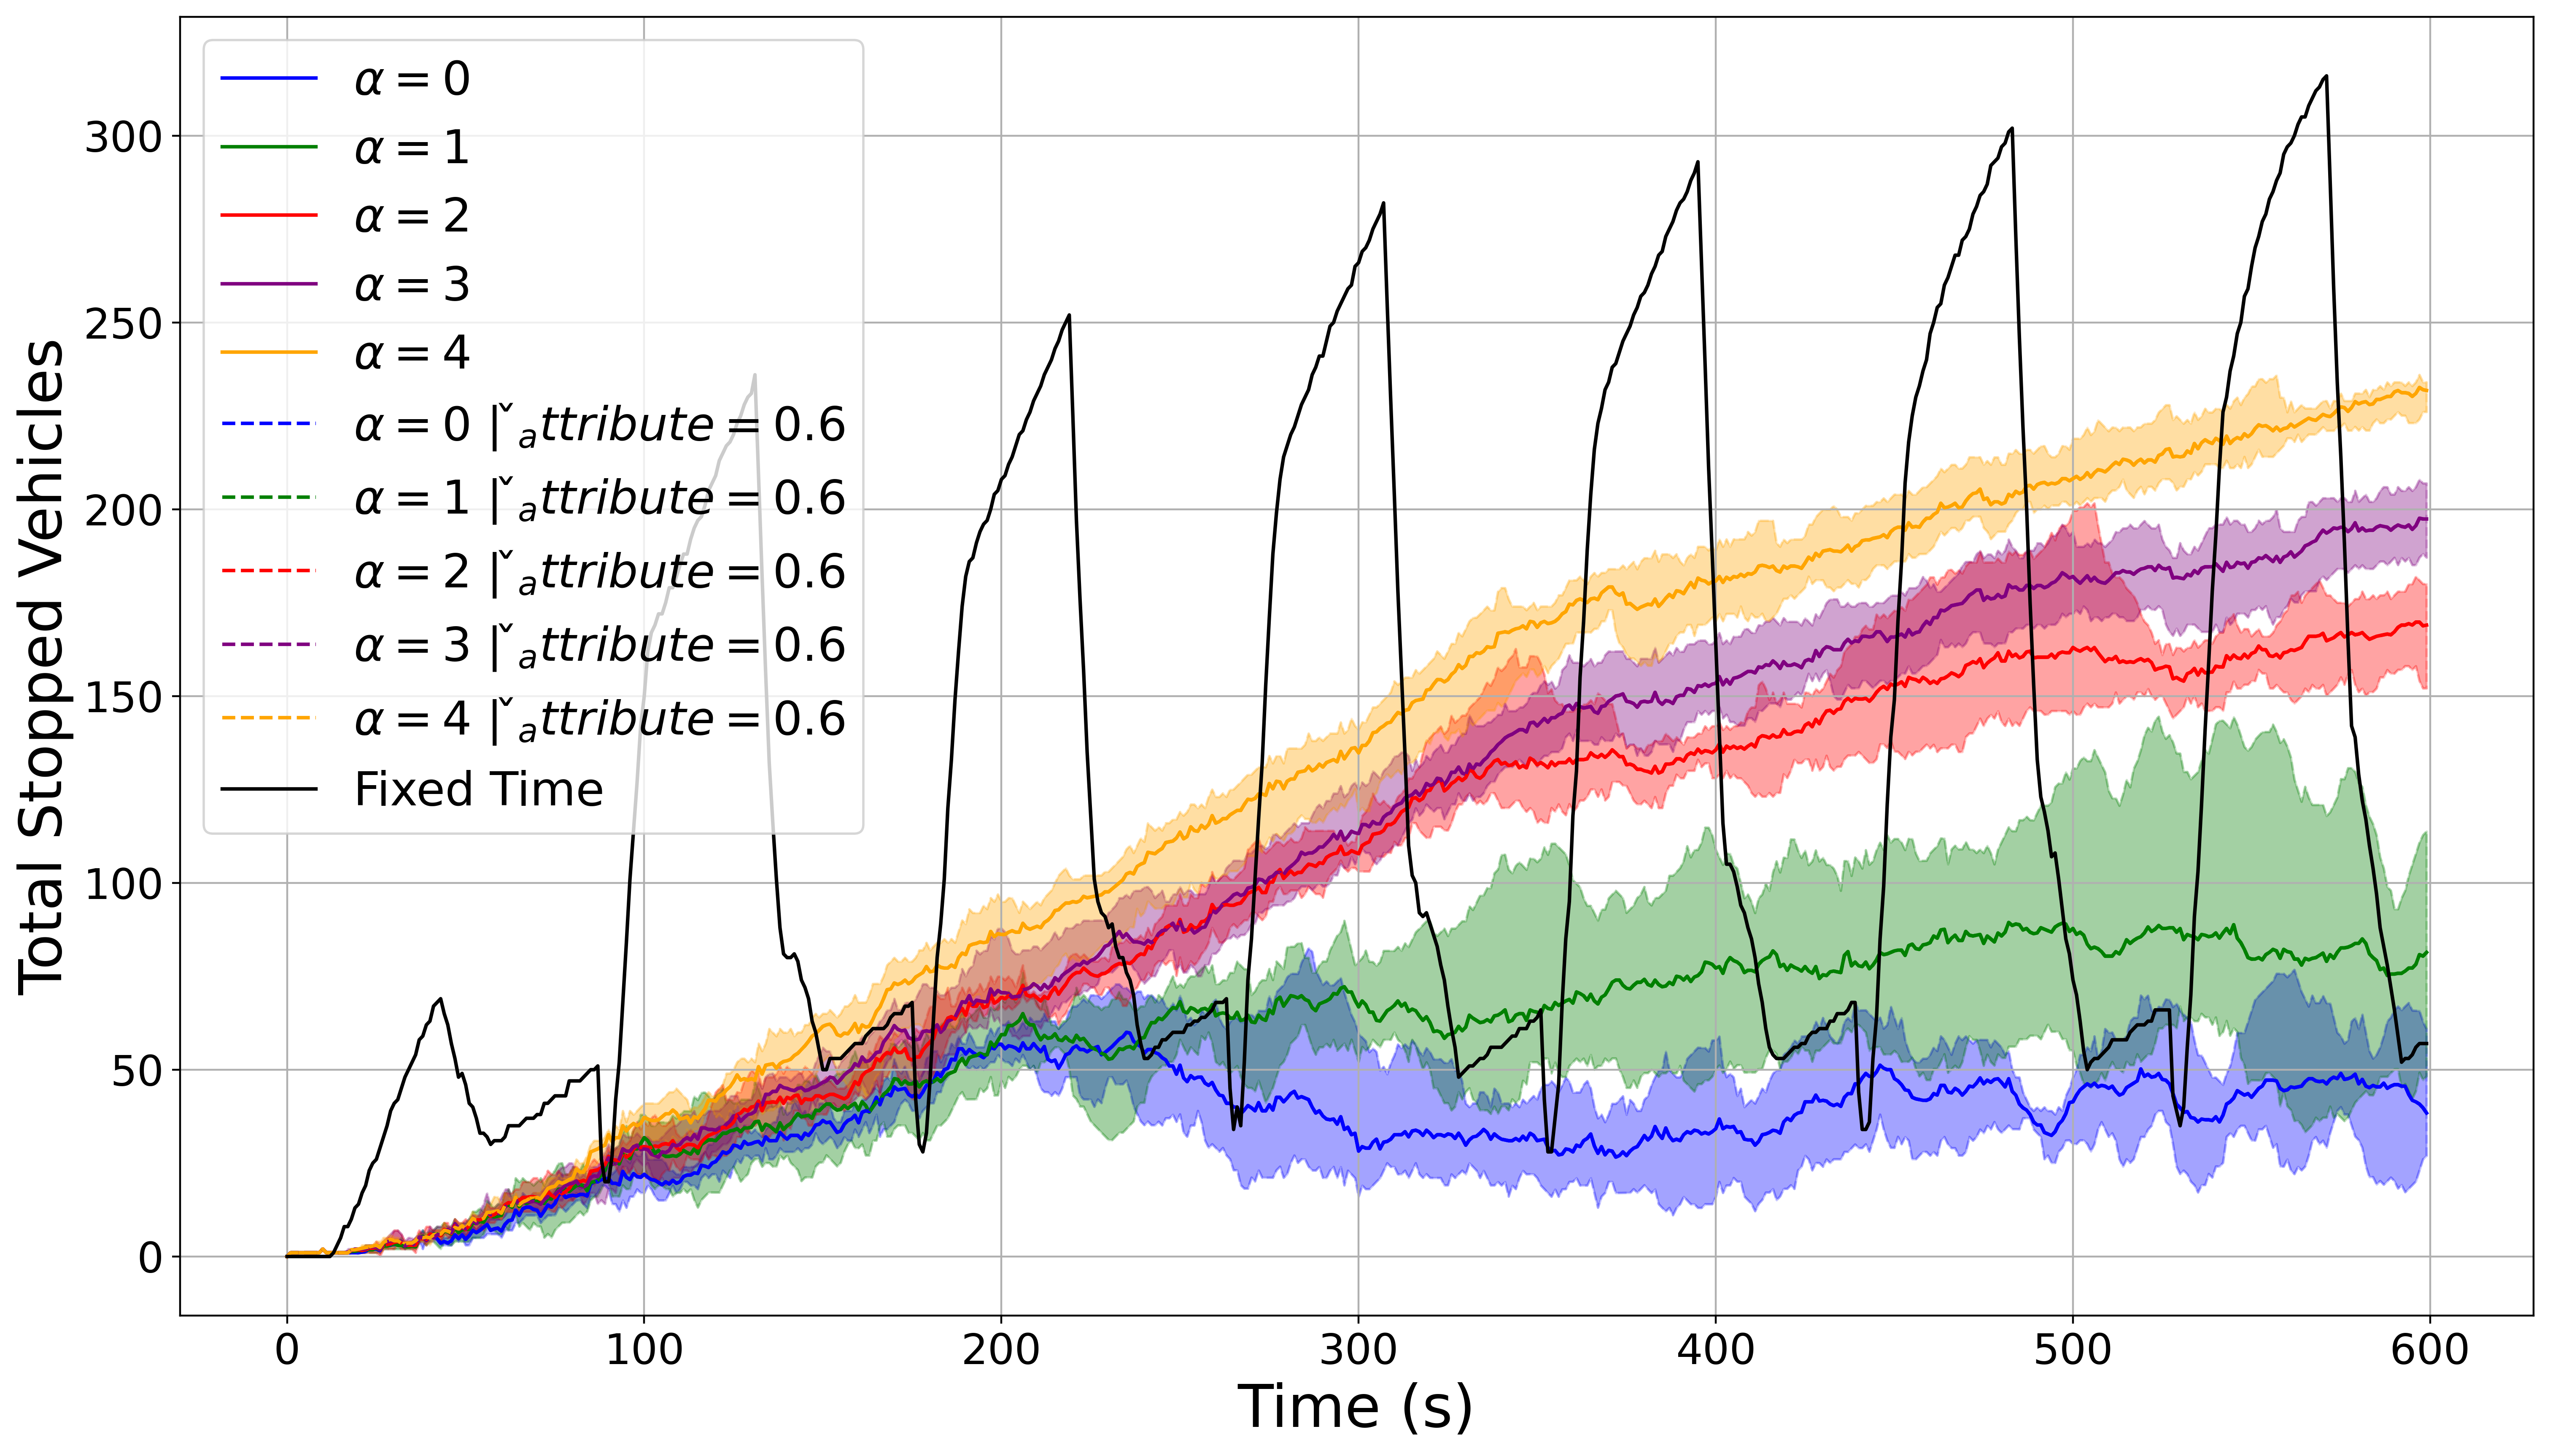 Total Stopped Vehicles
300
250
200
150
100
50
0
α = 0
α = 1
α = 2
α = 3
α = 4
α = 0 |ˇₐttribute = 0.6
α = 1 |ˇₐttribute = 0.6
α = 2 |ˇₐttribute = 0.6
α = 3 |ˇₐttribute = 0.6
α = 4 |ˇₐttribute = 0.6
Fixed Time
0 100 200 300 400 500 600
Time (s)